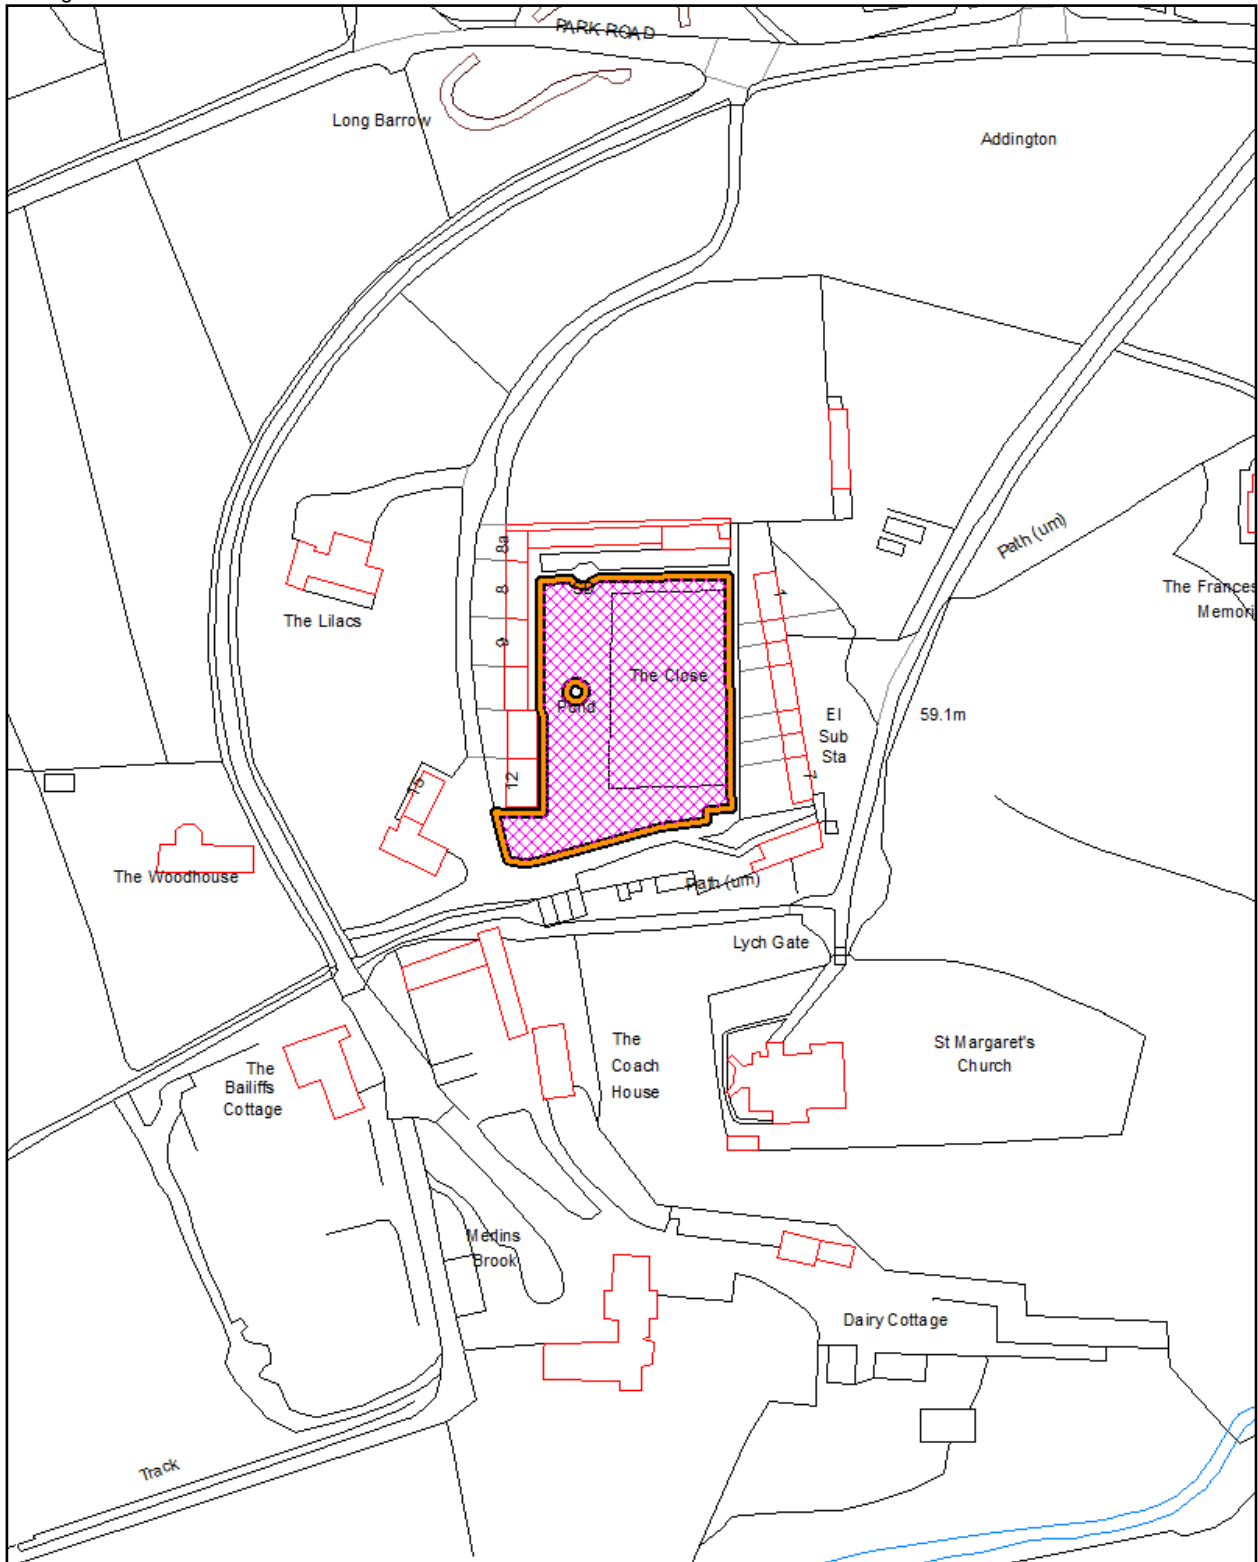 PARK ROAD
Long Barrow
Addington
Path (um)
8a
8
SD
1
The Frances
Memori
The Lilacs
9
The Close
Pond
59.1m
El
Sub
Sta
12
7
15
The Woodhouse
Path (um)
Lych Gate
The
Coach
House
St Margaret's
Church
The
Bailiffs
Cottage
Merlins
Brook
Dairy Cottage
Track